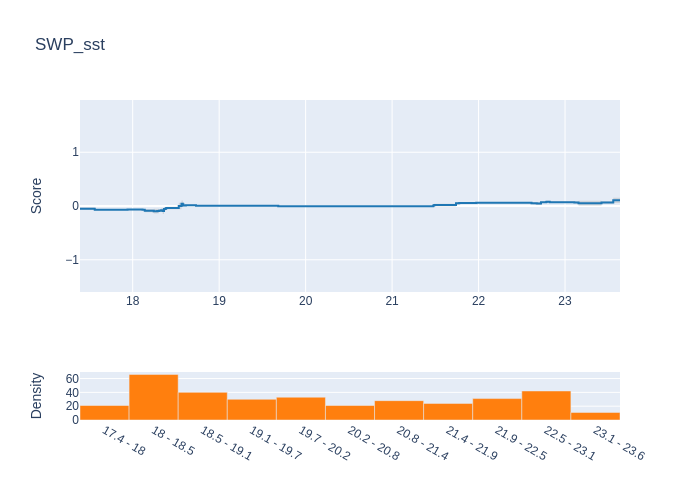 SWP_sst
Score
1
0
−1
18 19 20 21 22 23
Density
60
40
20
0
17.4 - 18
18 - 18.5
18.5 - 19.1
19.1 - 19.7
19.7 - 20.2
20.2 - 20.8
20.8 - 21.4
21.4 - 21.9
21.9 - 22.5
22.5 - 23.1
23.1 - 23.6